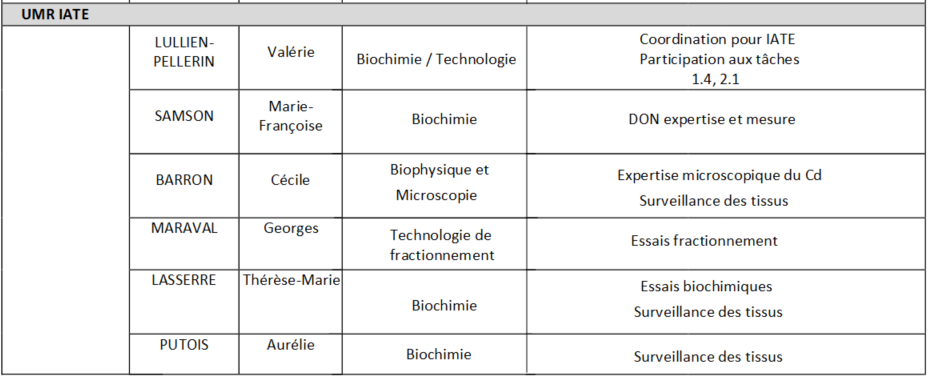 UMR IATE
LULLIEN-
PELLERIN
Valérie
Biochimie / Technologie
Coordination pour IATE
Participation aux tâches
1.4, 2.1
SAMSON
Marie-
Françoise
Biochimie
DON expertise et mesure
BARRON
Cécile
Biophysique et
Microscopie
Expertise microscopique du Cd
Surveillance des tissus
MARAVAL
Georges
Technologie de
fractionnement
Essais fractionnement
LASSERRE
Thérèse-Marie
Biochimie
Essais biochimiques
Surveillance des tissus
PUTOIS
Aurélie
Biochimie
Surveillance des tissus